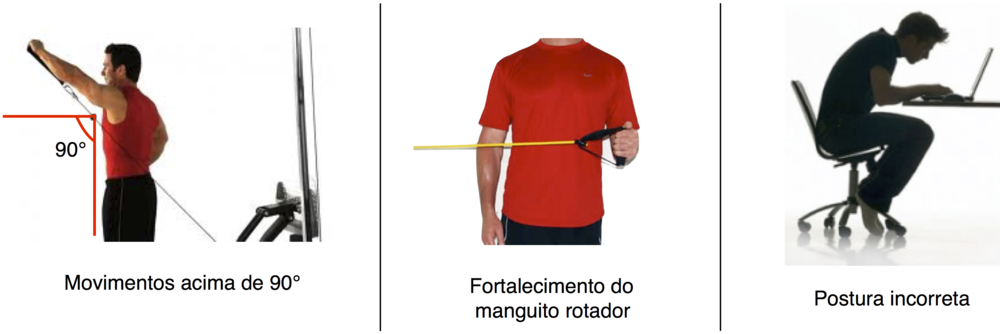 90°
Movimentos acima de 90°
Fortalecimento do
manguito rotador
Postura incorreta